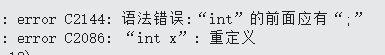 : error C2144: 语法错误:“int”的前面应有“;”
: error C2086: “int x”: 重定义